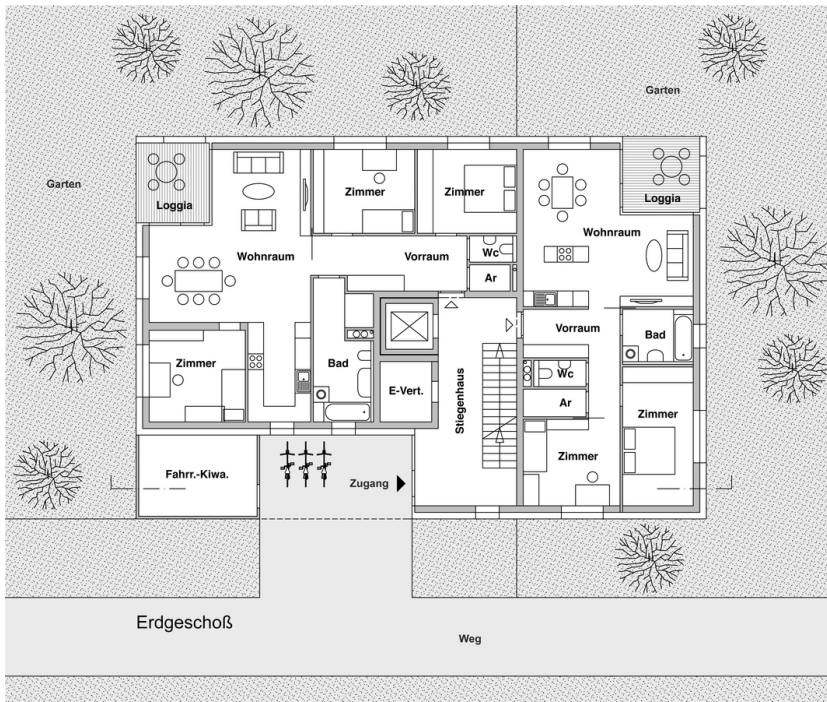 Garten
Garten
Loggia
Zimmer
Zimmer
Loggia
Wohnraum
Wohnraum
Vorraum
Wc
Ar
Vorraum
Bad
Zimmer
Bad
E-Vert.
Stiegenhaus
Wc
Ar
Zimmer
Zimmer
Fahrr.-Kiwa.
Zugang
Erdgeschoß
Weg